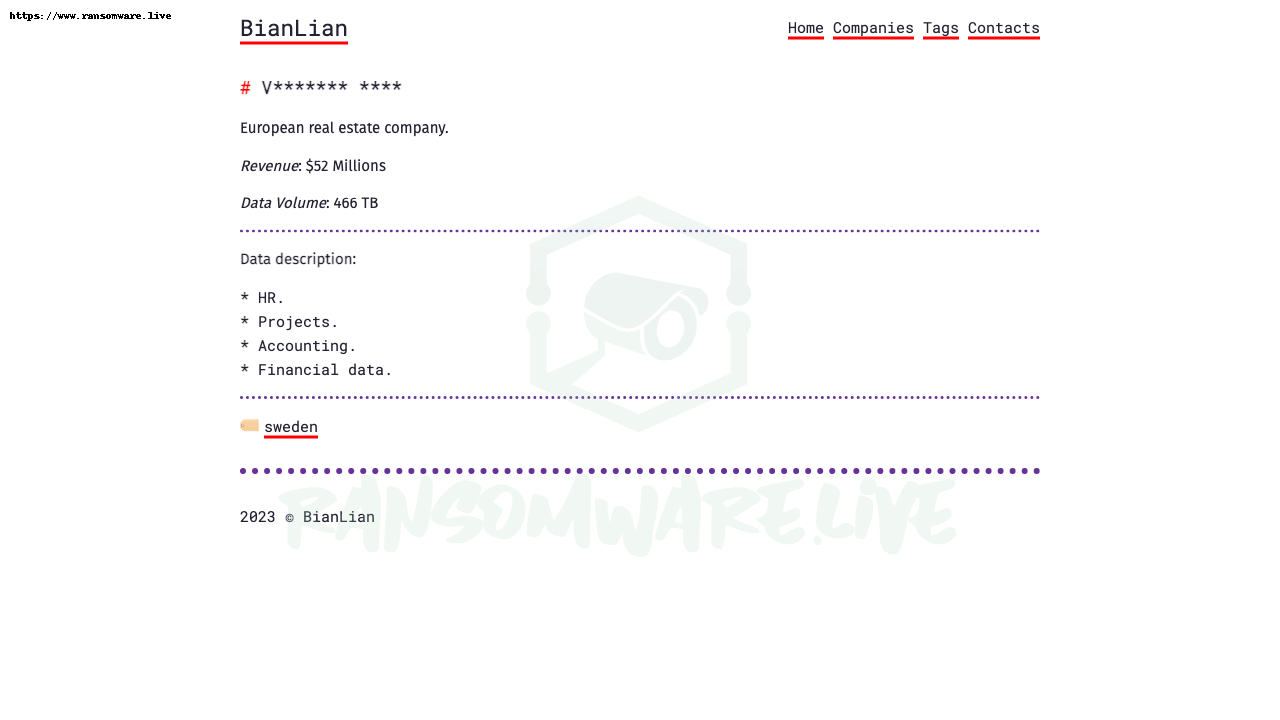 https://www.ransomware.live
BianLian
Home Companies Tags Contacts
# V******* ****
European real estate company.
Revenue: $52 Millions
Data Volume: 466 TB
Data description:
* HR.
* Projects.
* Accounting.
* Financial data.
sweden
RANSOMWARE.LIVE
2023 © BianLian